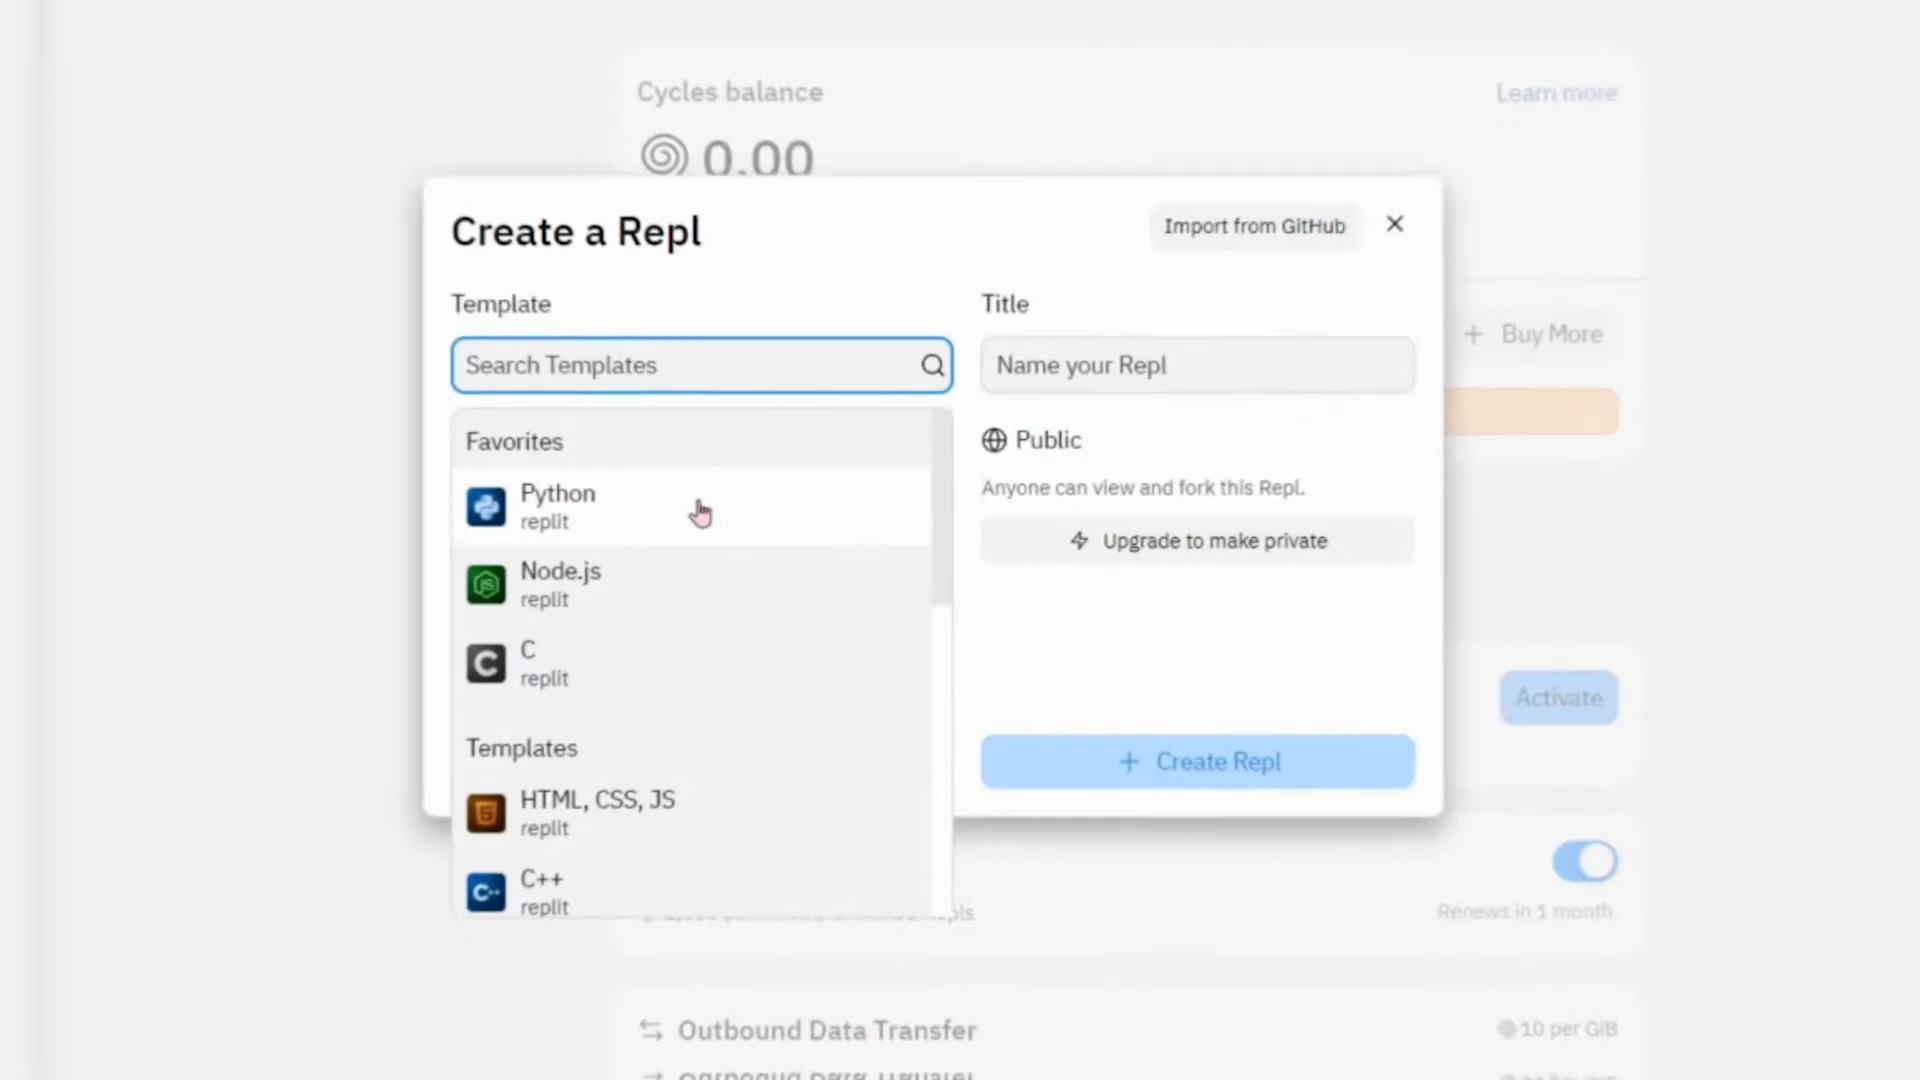 Cycles balance
Learn more
0.00
Create a Repl
Import from GitHub
Template
Title
Search Templates
Name your Repl
+ Buy More
Favorites
Public
Python
replit
Anyone can view and fork this Repl.
Upgrade to make private
Node.js
replit
C
replit
Activate
Templates
+ Create Repl
HTML, CSS, JS
replit
C++
replit
Renews in 1 month
Outbound Data Transfer
10 per GiB